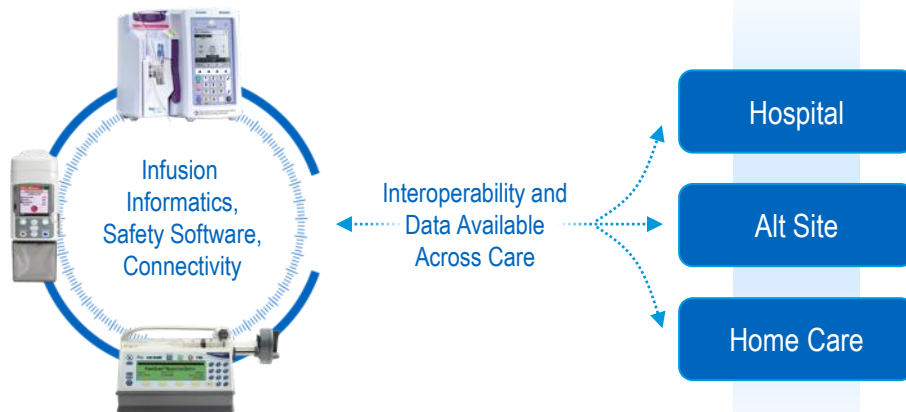 Infusion
Informatics,
Safety Software,
Connectivity
Interoperability and
Data Available
Across Care
Hospital
Alt Site
Home Care